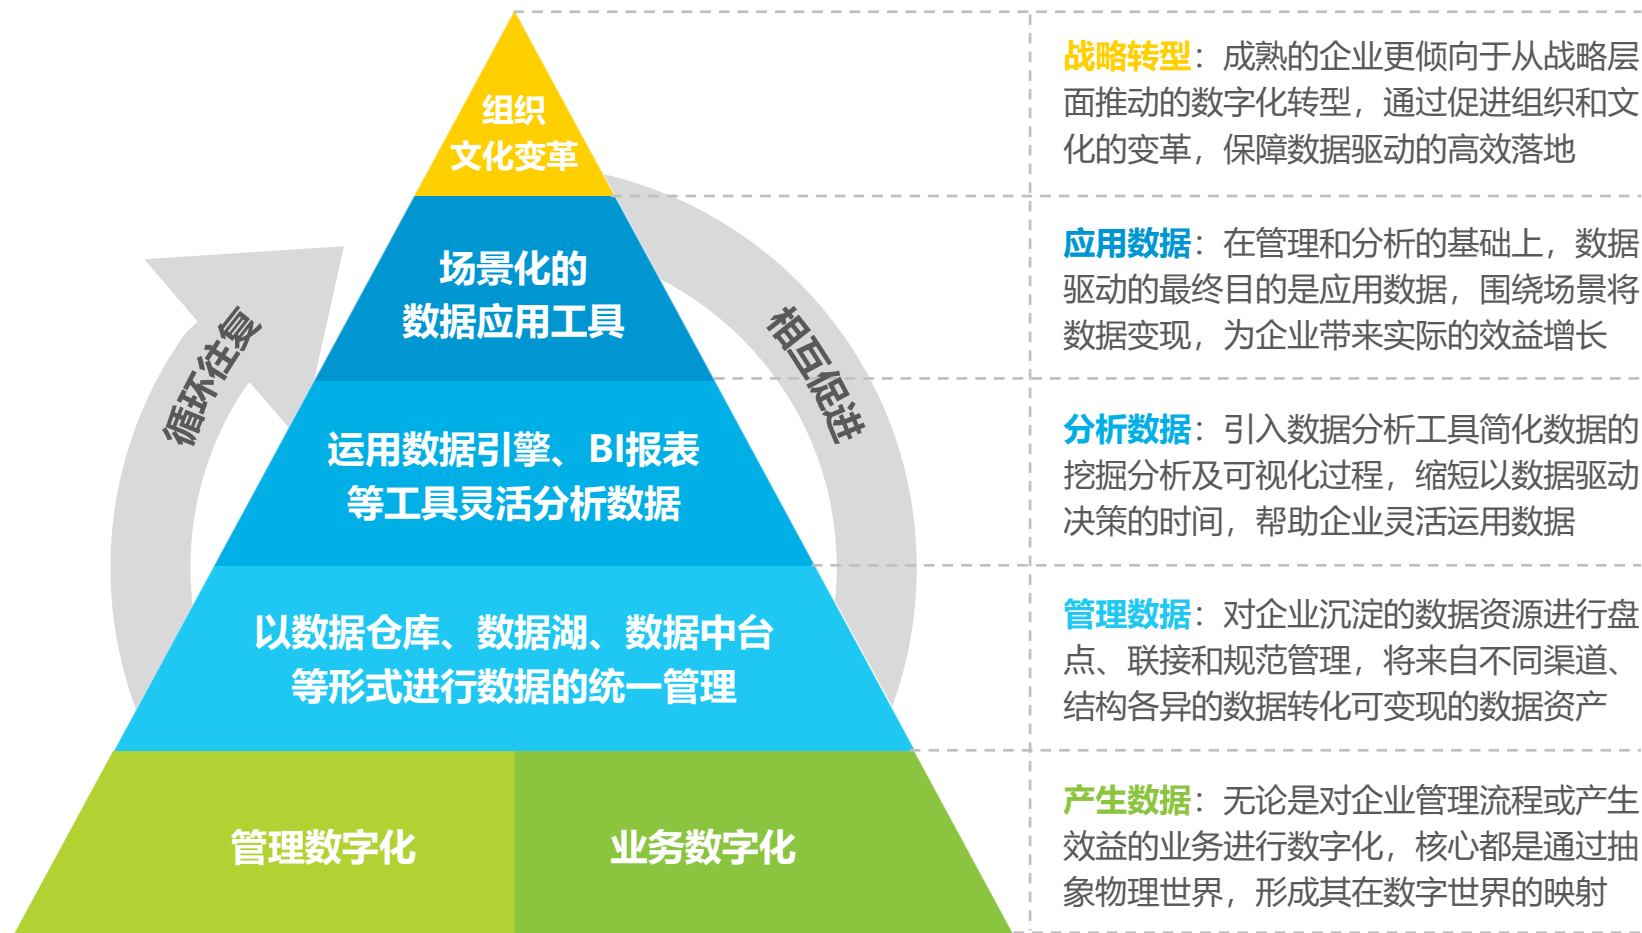 组织
文化变革
场景化的
数据应用工具
运用数据引擎、BI报表
等工具灵活分析数据
以数据仓库、数据湖、数据中台
等形式进行数据的统一管理
管理数字化
业务数字化
循环往复
相互促进
战略转型：成熟的企业更倾向于从战略层
面推动的数字化转型，通过促进组织和文
化的变革，保障数据驱动的高效落地
应用数据：在管理和分析的基础上，数据
驱动的最终目的是应用数据，围绕场景将
数据变现，为企业带来实际的效益增长
分析数据：引入数据分析工具简化数据的
挖掘分析及可视化过程，缩短以数据驱动
决策的时间，帮助企业灵活运用数据
管理数据：对企业沉淀的数据资源进行盘
点、联接和规范管理，将来自不同渠道、
结构各异的数据转化可变现的数据资产
产生数据：无论是对企业管理流程或产生
效益的业务进行数字化，核心都是通过抽
象物理世界，形成其在数字世界的映射